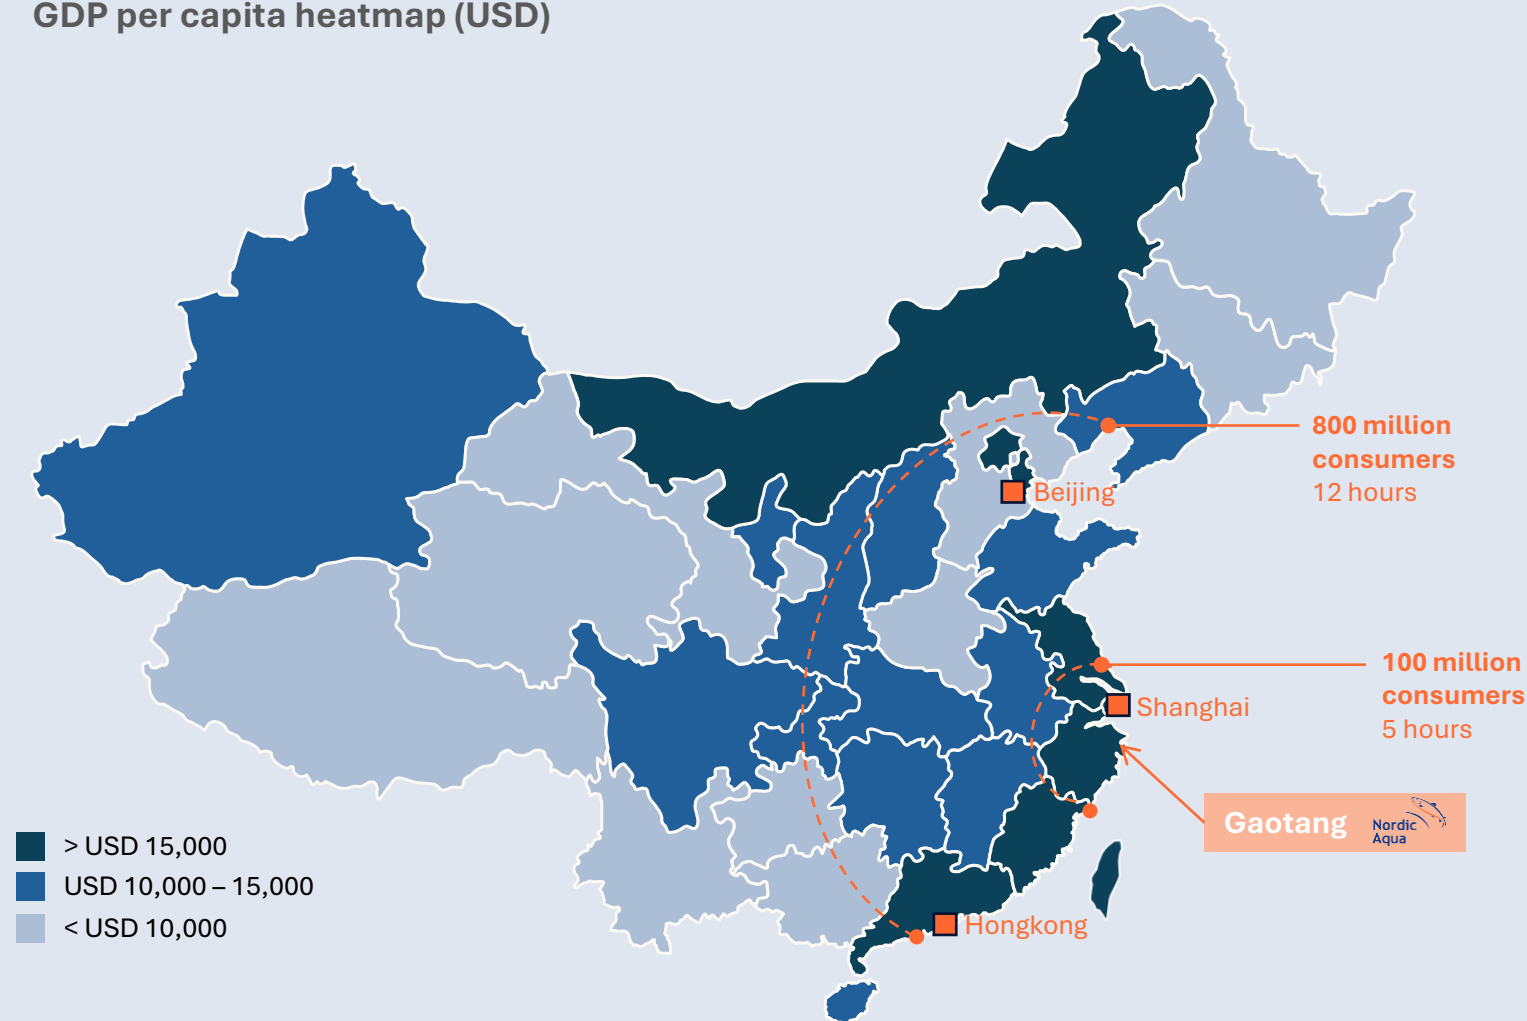 GDP per capita heatmap (USD)
800 million
consumers
12 hours
Beijing
100 million
consumers
5 hours
Shanghai
Gaotang
Nordic
Aqua
> USD 15,000
USD 10,000 – 15,000
< USD 10,000
Hongkong